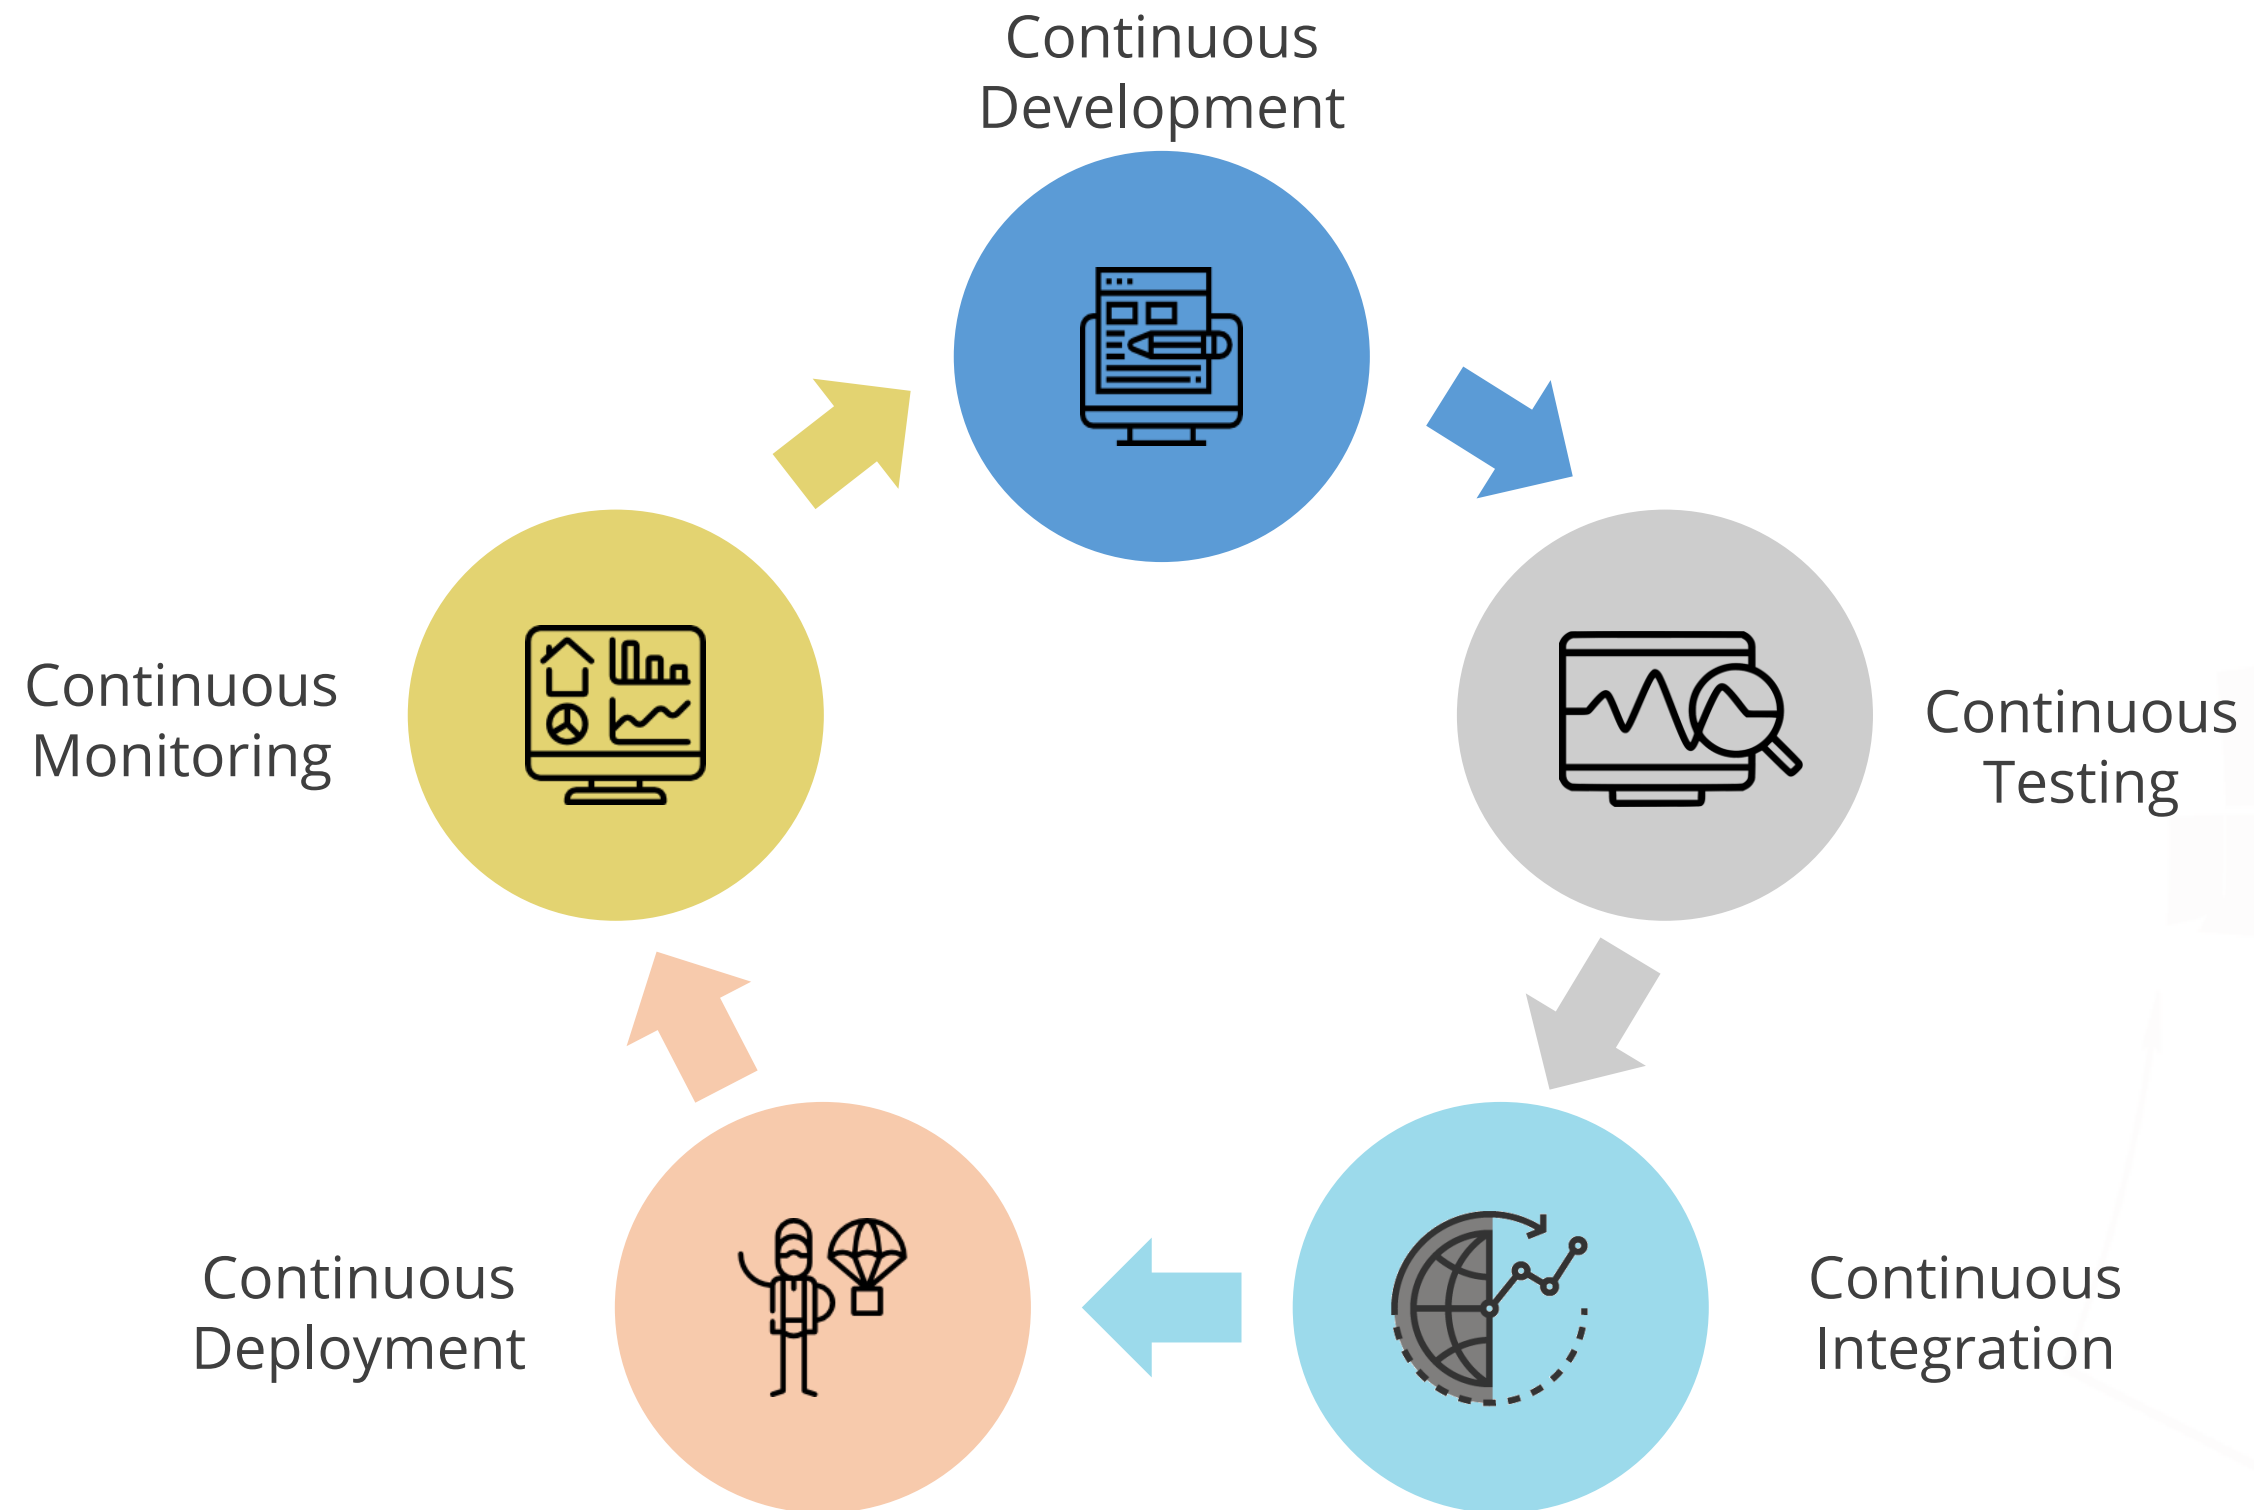 Continuous
Development
Continuous
Testing
Continuous
Integration
Continuous
Deployment
Continuous
Monitoring